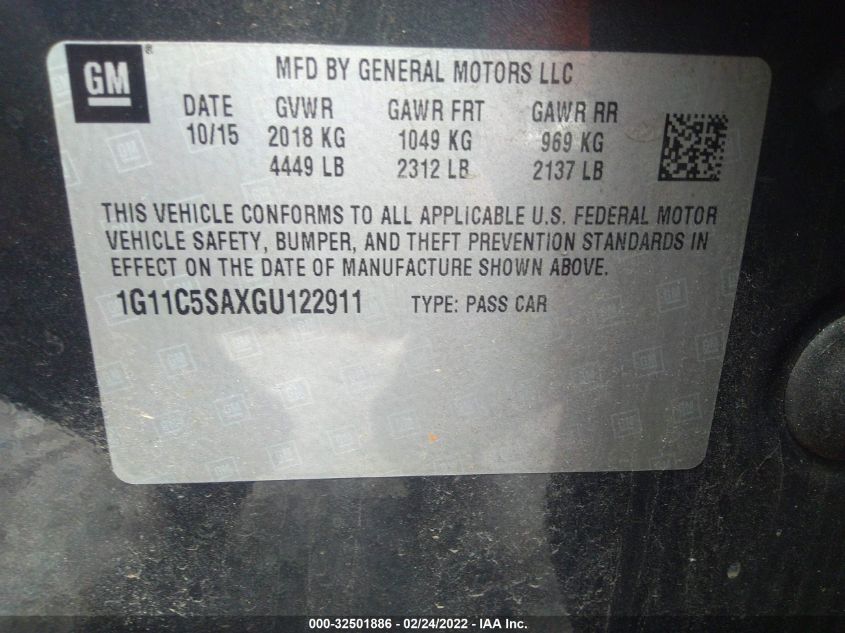 GM ®
MFD BY GENERAL MOTORS LLC
DATE GVWR GAWR FRT GAWR RR
10/15 2018 KG 1049 KG 969 KG
4449 LB 2312 LB 2137 LB
THIS VEHICLE CONFORMS TO ALL APPLICABLE U.S. FEDERAL MOTOR
VEHICLE SAFETY, BUMPER, AND THEFT PREVENTION STANDARDS IN
EFFECT ON THE DATE OF MANUFACTURE SHOWN ABOVE.
1G11C5SAXGU122911 TYPE: PASS CAR
000-32501886 - 02/24/2022 - IAA Inc.